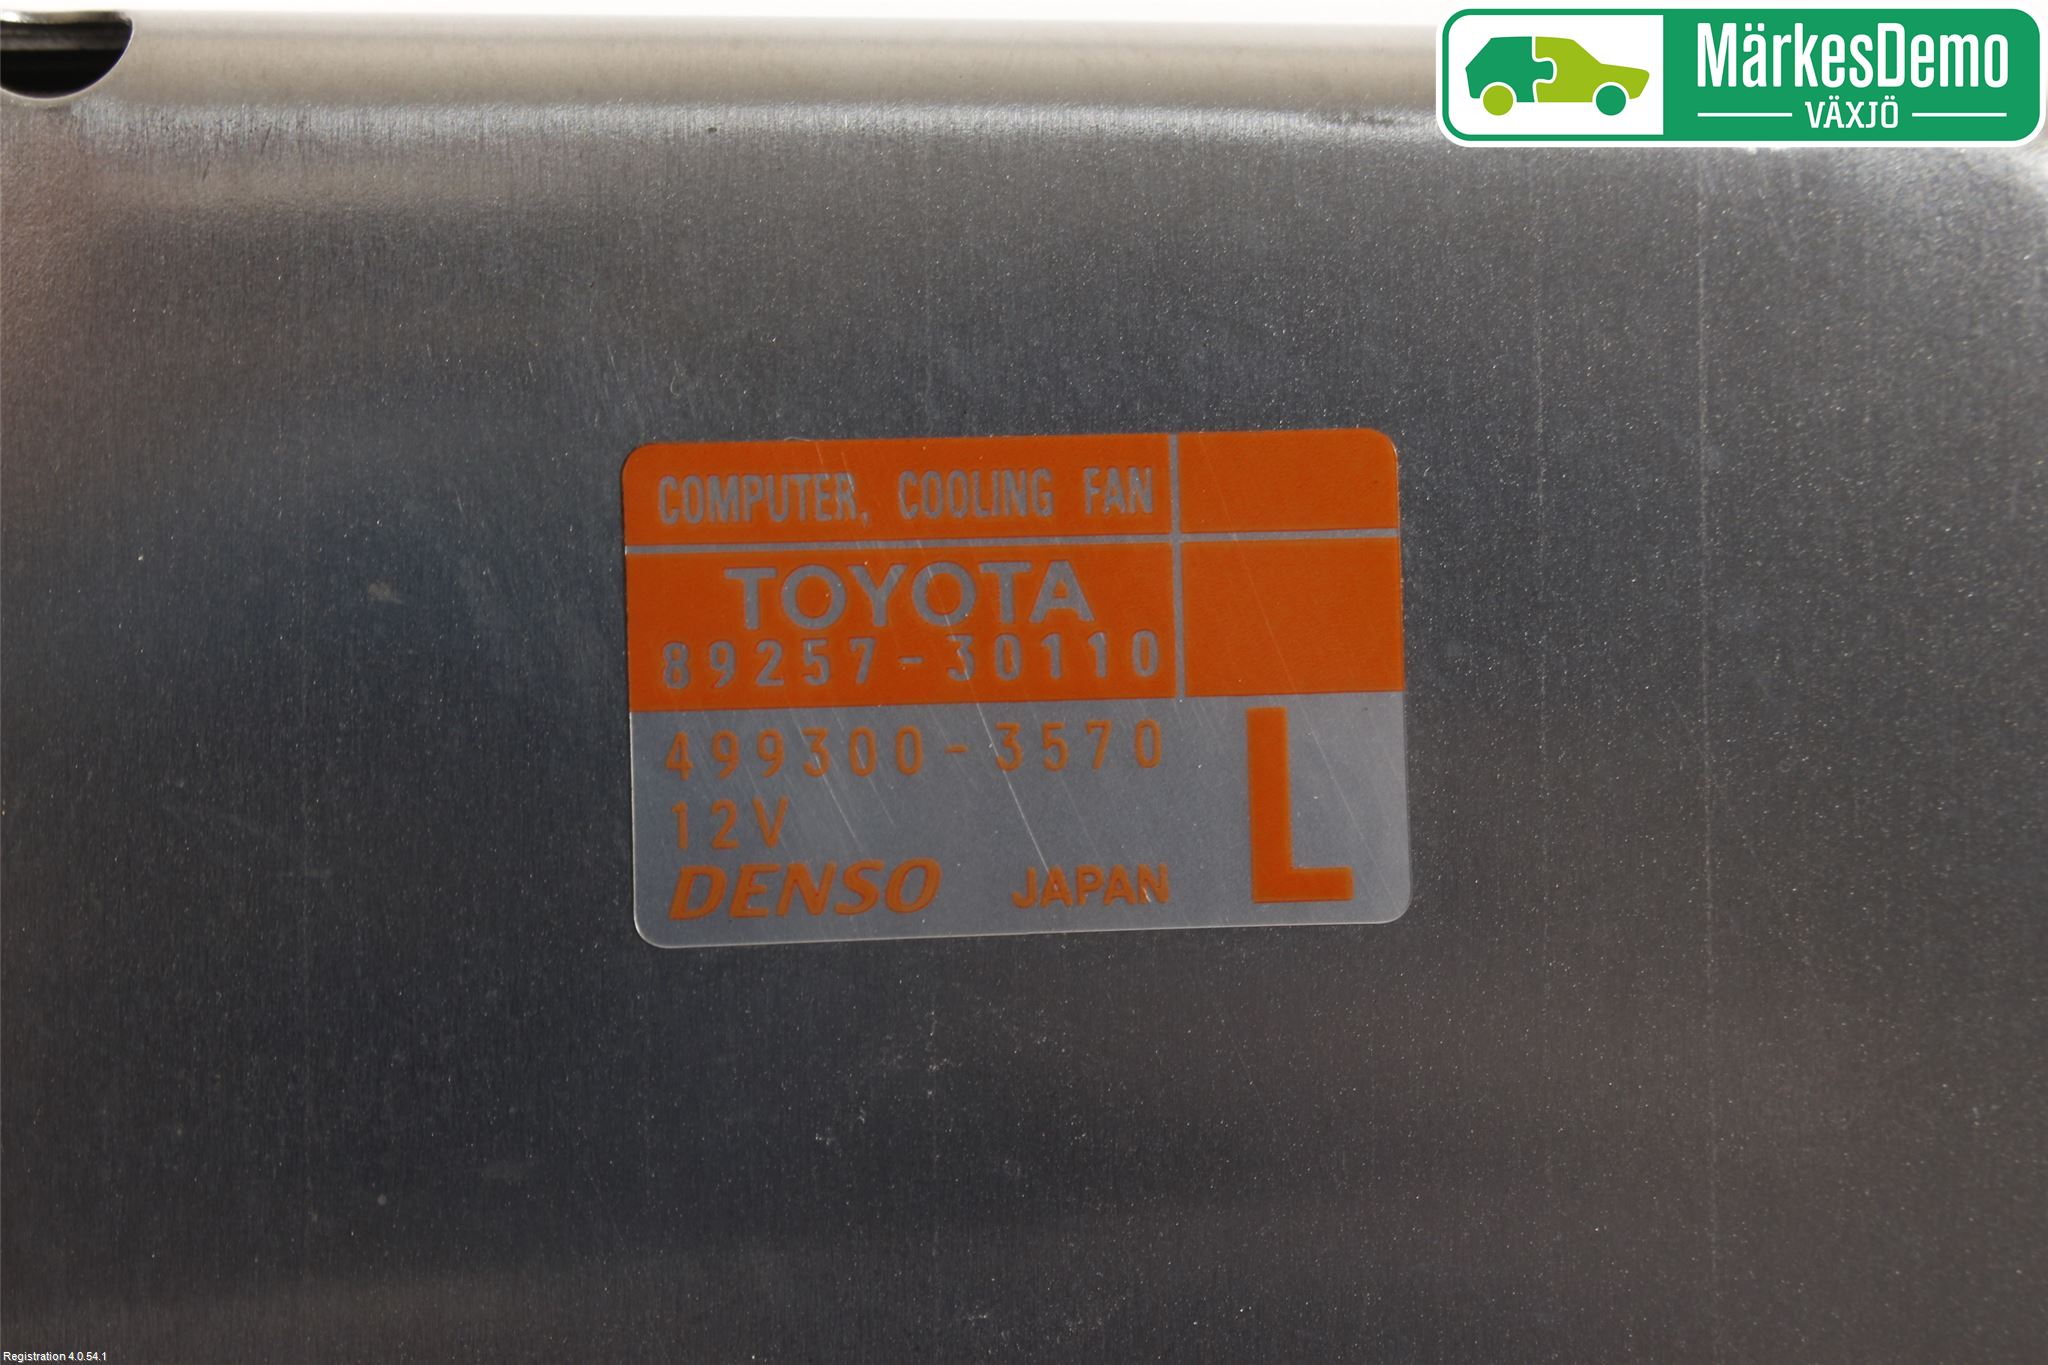 MärkesDemo
VÄXJÖ
COMPUTER, COOLING FAN
TOYOTA
89257-30110
499300-3570
12V
DENSO JAPAN
L
Registration 4.0.54.1